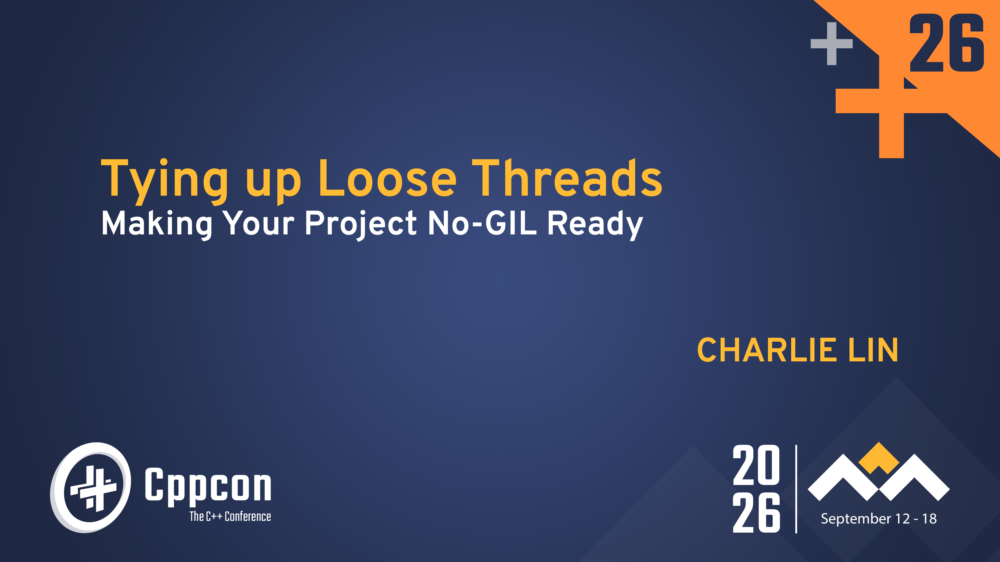 26
Tying up Loose Threads
Making Your Project No-GIL Ready
CHARLIE LIN
Cppcon
The C++ Conference
20
26
September 12 - 18